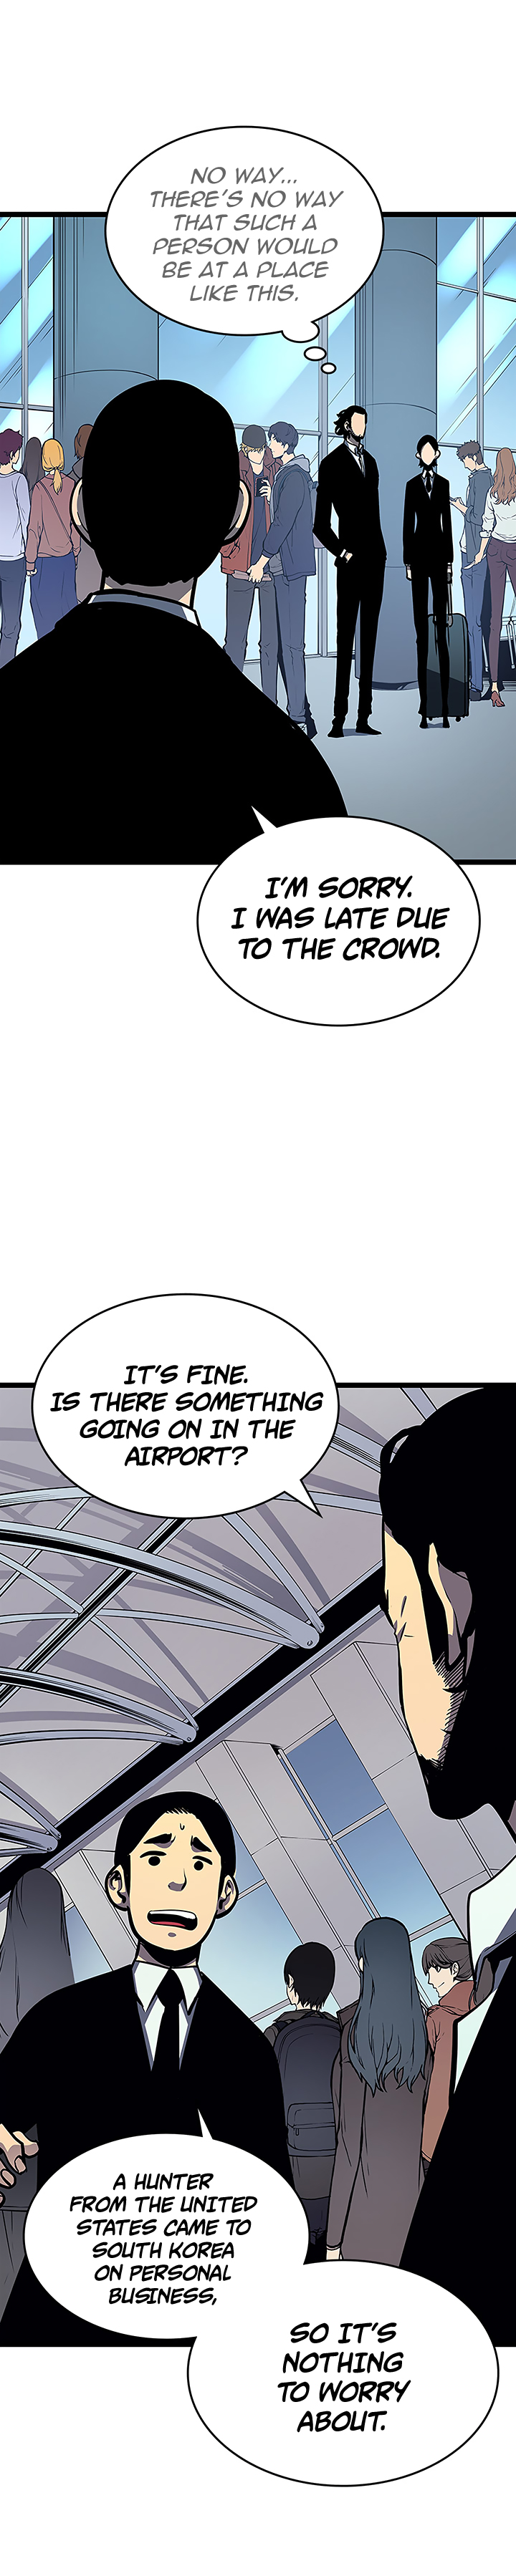 NO WAY...
THERE'S NO WAY
THAT SUCH A
PERSON WOULD
BE AT A PLACE
LIKE THIS.
I'M SORRY.
I WAS LATE DUE
TO THE CROWD.
IT'S FINE.
IS THERE SOMETHING
GOING ON IN THE
AIRPORT?
A HUNTER
FROM THE UNITED
STATES CAME TO
SOUTH KOREA
ON PERSONAL
BUSINESS,
SO IT'S
NOTHING
TO WORRY
ABOUT.